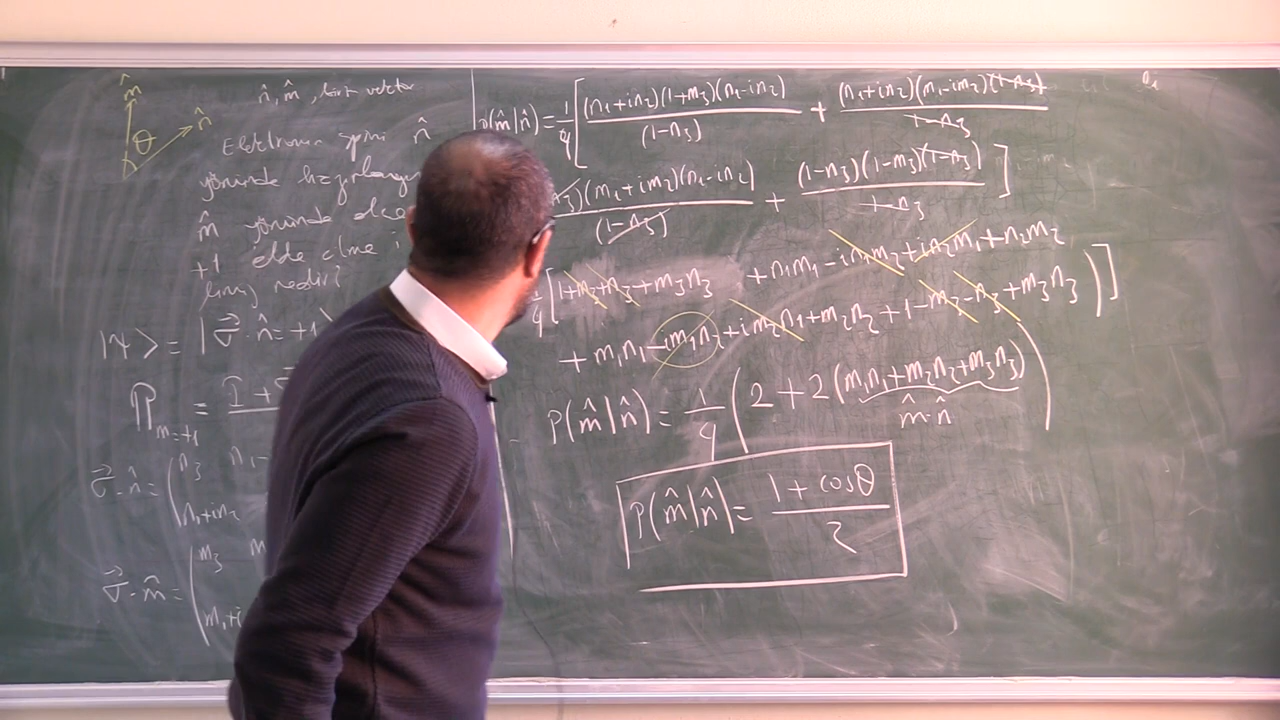 m̂
n̂
θ
n̂, m̂, birim vektör
Elektronun spini n̂
yönünde hazırlanıyor
m̂ yönünde
+1 elde etme
nedir?
|ψ> = |σ⃗·n̂=+1>
ℙ_{m=+1} = I + σ⃗
σ⃗·n̂ = ( n₃ n₁-
n₁+in₂
σ⃗·m̂ = ( m₃ m
m₁+i
P(m̂|n̂) = 1/4 [ (n₁+in₂)(1+m₃)(n₁-in₂) / (1-n₃) + (n₁+in₂)(m₁-im₂)(1-n₃) / 1-n₃
n₃)(m₁+im₂)(n₁-in₂) / (1-n₃) + (1-n₃)(1-m₃)(1-n₃) / 1-n₃ ]
1/4 [ 1+m₃+n₃+m₃n₃ + n₁m₁ - in₁m₂ + in₂m₁ + n₂m₂
+ m₁n₁ - im₁n₂ + im₂n₁ + m₂n₂ + 1 - m₃ - n₃ + m₃n₃ ) ]
P(m̂|n̂) = 1/4 ( 2 + 2 (m₁n₁+m₂n₂+m₃n₃) )
m̂·n̂
P(m̂|n̂) = 1 + cosθ / 2